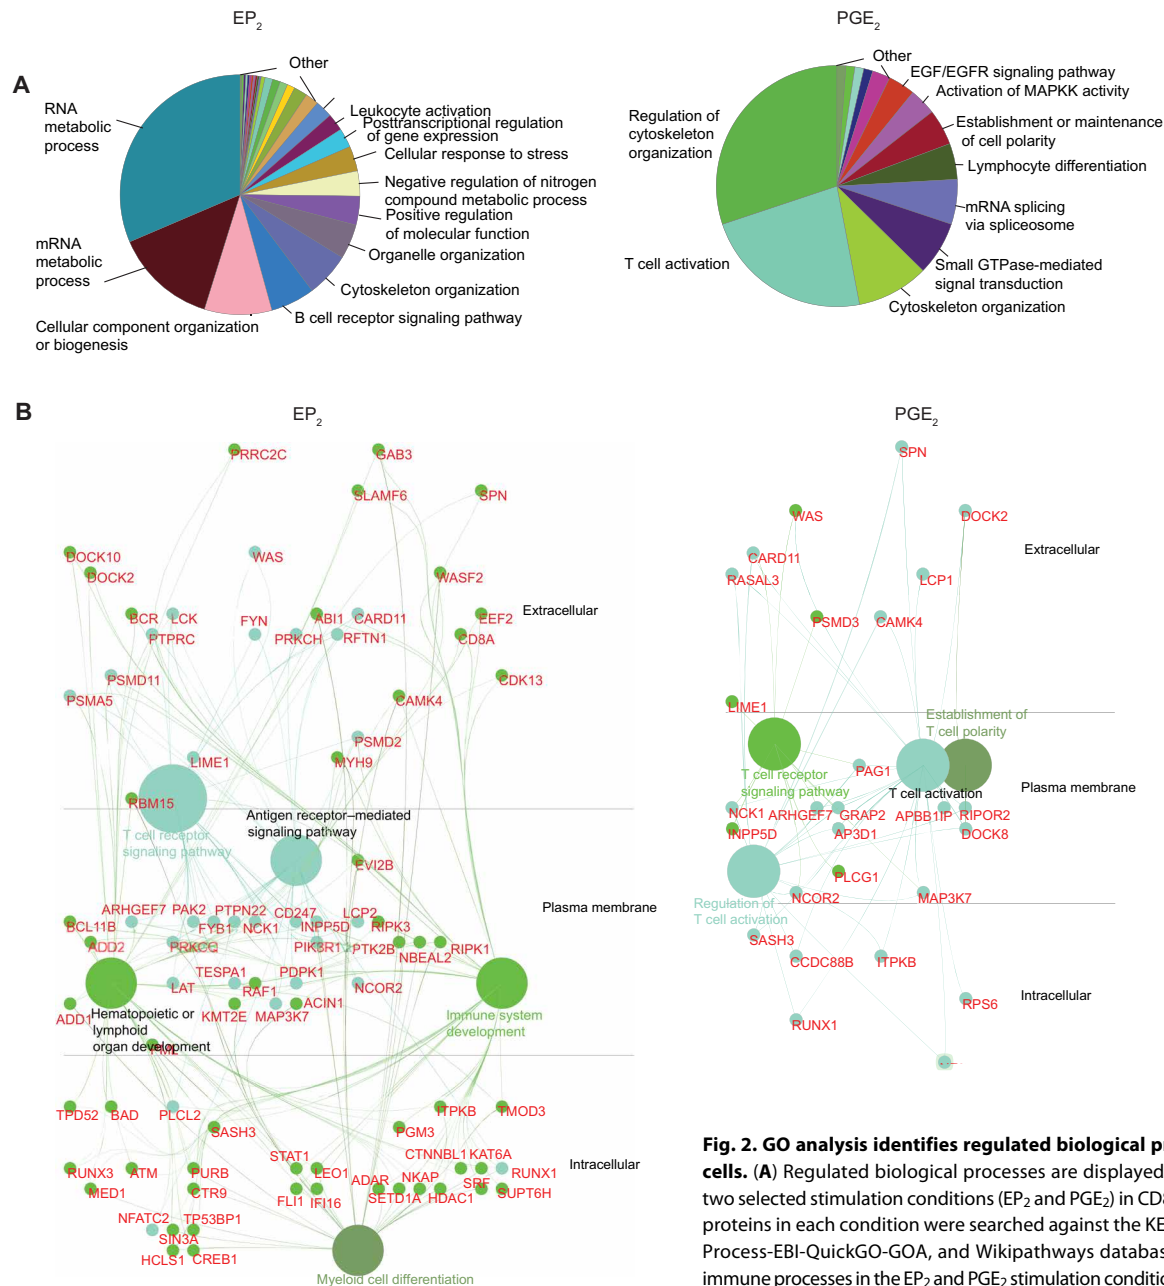 EP2
PGE2
A
Other
RNA
metabolic
process
Leukocyte activation
Posttranscriptional regulation
of gene expression
Cellular response to stress
Negative regulation of nitrogen
compound metabolic process
Positive regulation
of molecular function
Organelle organization
mRNA
metabolic
process
Cytoskeleton organization
B cell receptor signaling pathway
Cellular component organization
or biogenesis
Other
EGF/EGFR signaling pathway
Activation of MAPKK activity
Regulation of
cytoskeleton
organization
Establishment or maintenance
of cell polarity
Lymphocyte differentiation
mRNA splicing
via spliceosome
T cell activation
Small GTPase-mediated
signal transduction
Cytoskeleton organization
B
EP2
PRRC2C
GAB3
SLAMF6
SPN
DOCK10
WAS
DOCK2
WASF2
Extracellular
BCR
LCK
FYN
ABI1
CARD11
EEF2
PTPRC
PRKCH
RFTN1
CD8A
PSMD11
CDK13
PSMA5
CAMK4
PSMD2
LIME1
MYH9
RBM15
Antigen receptor–mediated
signaling pathway
T cell receptor
signaling pathway
EVI2B
Plasma membrane
ARHGEF7
PAK2
PTPN22
CD247
LCP2
BCL11B
FYB1
NCK1
INPP5D
RIPK3
ADD2
PRKCQ
PIK3R1
PTK2B
NBEAL2
RIPK1
TESPA1
PDPK1
LAT
RAF1
NCOR2
ADD1
KMT2E
MAP3K7
ACIN1
Hematopoietic or
lymphoid
organ development
Immune system
development
PML
TPD52
BAD
PLCL2
ITPKB
TMOD3
SASH3
PGM3
Intracellular
STAT1
CTNNBL1
KAT6A
RUNX3
ATM
PURB
LEO1
ADAR
NKAP
SRF
RUNX1
MED1
CTR9
FLI1
IFI16
SETD1A
HDAC1
SUPT6H
NFATC2
TP53BP1
SIN3A
HCLS1
CREB1
Myeloid cell differentiation
PGE2
SPN
WAS
DOCK2
Extracellular
CARD11
RASAL3
LCP1
PSMD3
CAMK4
LIME1
Establishment of
T cell polarity
PAG1
T cell receptor
signaling pathway
T cell activation
Plasma membrane
NCK1
ARHGEF7
GRAP2
APBB1IP
RIPOR2
INPP5D
AP3D1
DOCK8
PLCG1
NCOR2
MAP3K7
Regulation of
T cell activation
SASH3
CCDC88B
ITPKB
Intracellular
RPS6
RUNX1
Fig. 2. GO analysis identifies regulated biological pr
cells. (A) Regulated biological processes are displayed
two selected stimulation conditions (EP2 and PGE2) in CD8
proteins in each condition were searched against the KE
Process-EBI-QuickGO-GOA, and Wikipathways databas
immune processes in the EP2 and PGE2 stimulation conditio